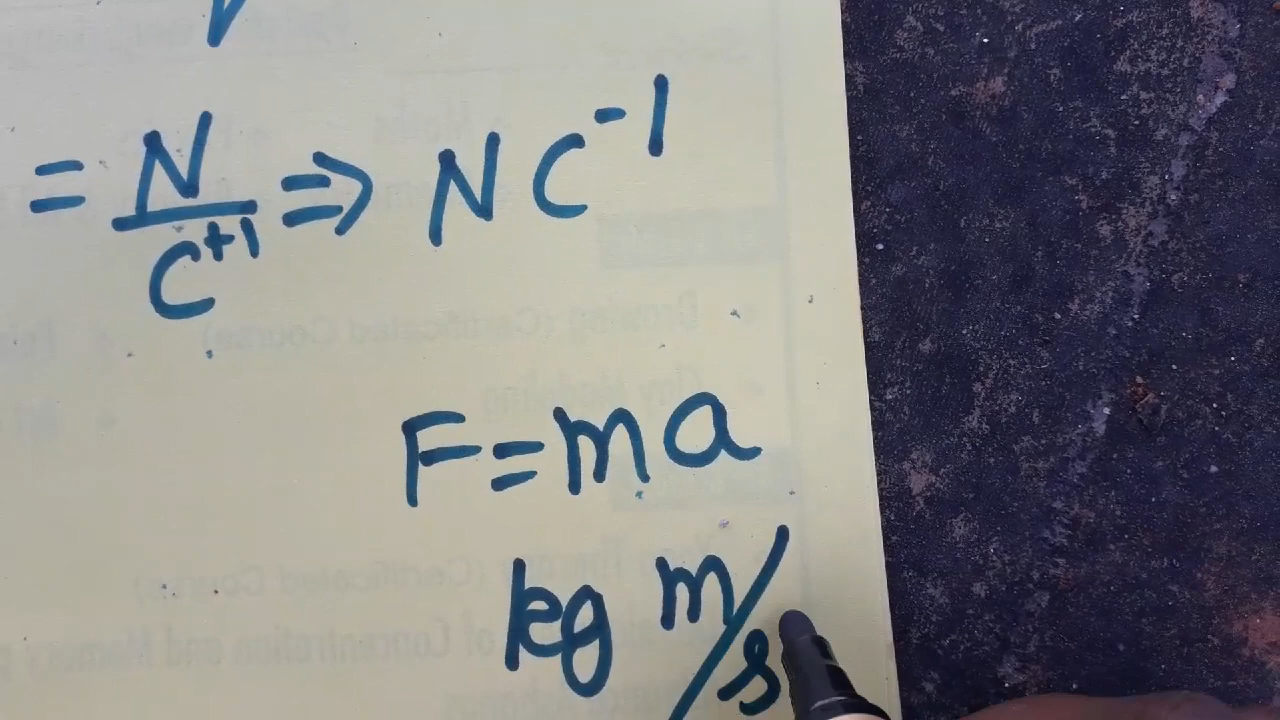 = N/C⁺¹ ⇒ NC⁻¹
F=ma
kg m/s